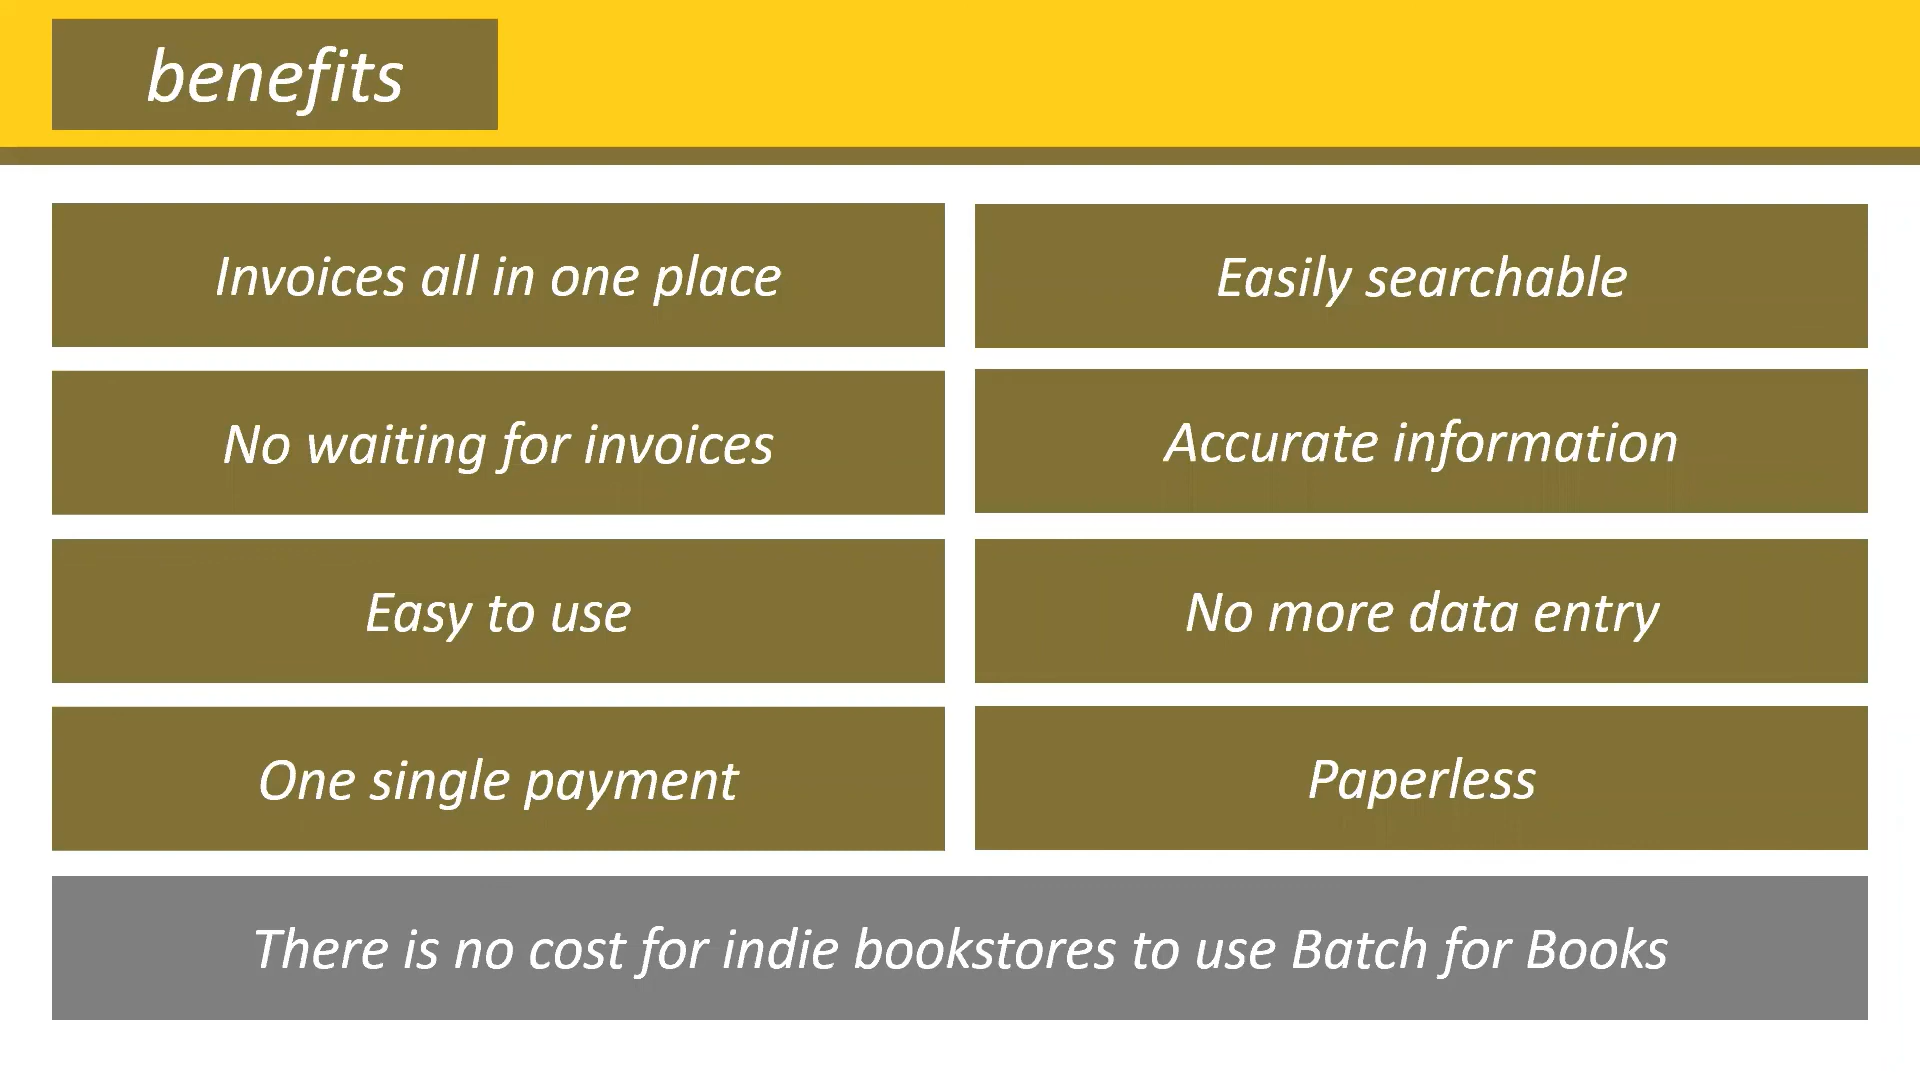 benefits
Invoices all in one place
Easily searchable
No waiting for invoices
Accurate information
Easy to use
No more data entry
One single payment
Paperless
There is no cost for indie bookstores to use Batch for Books